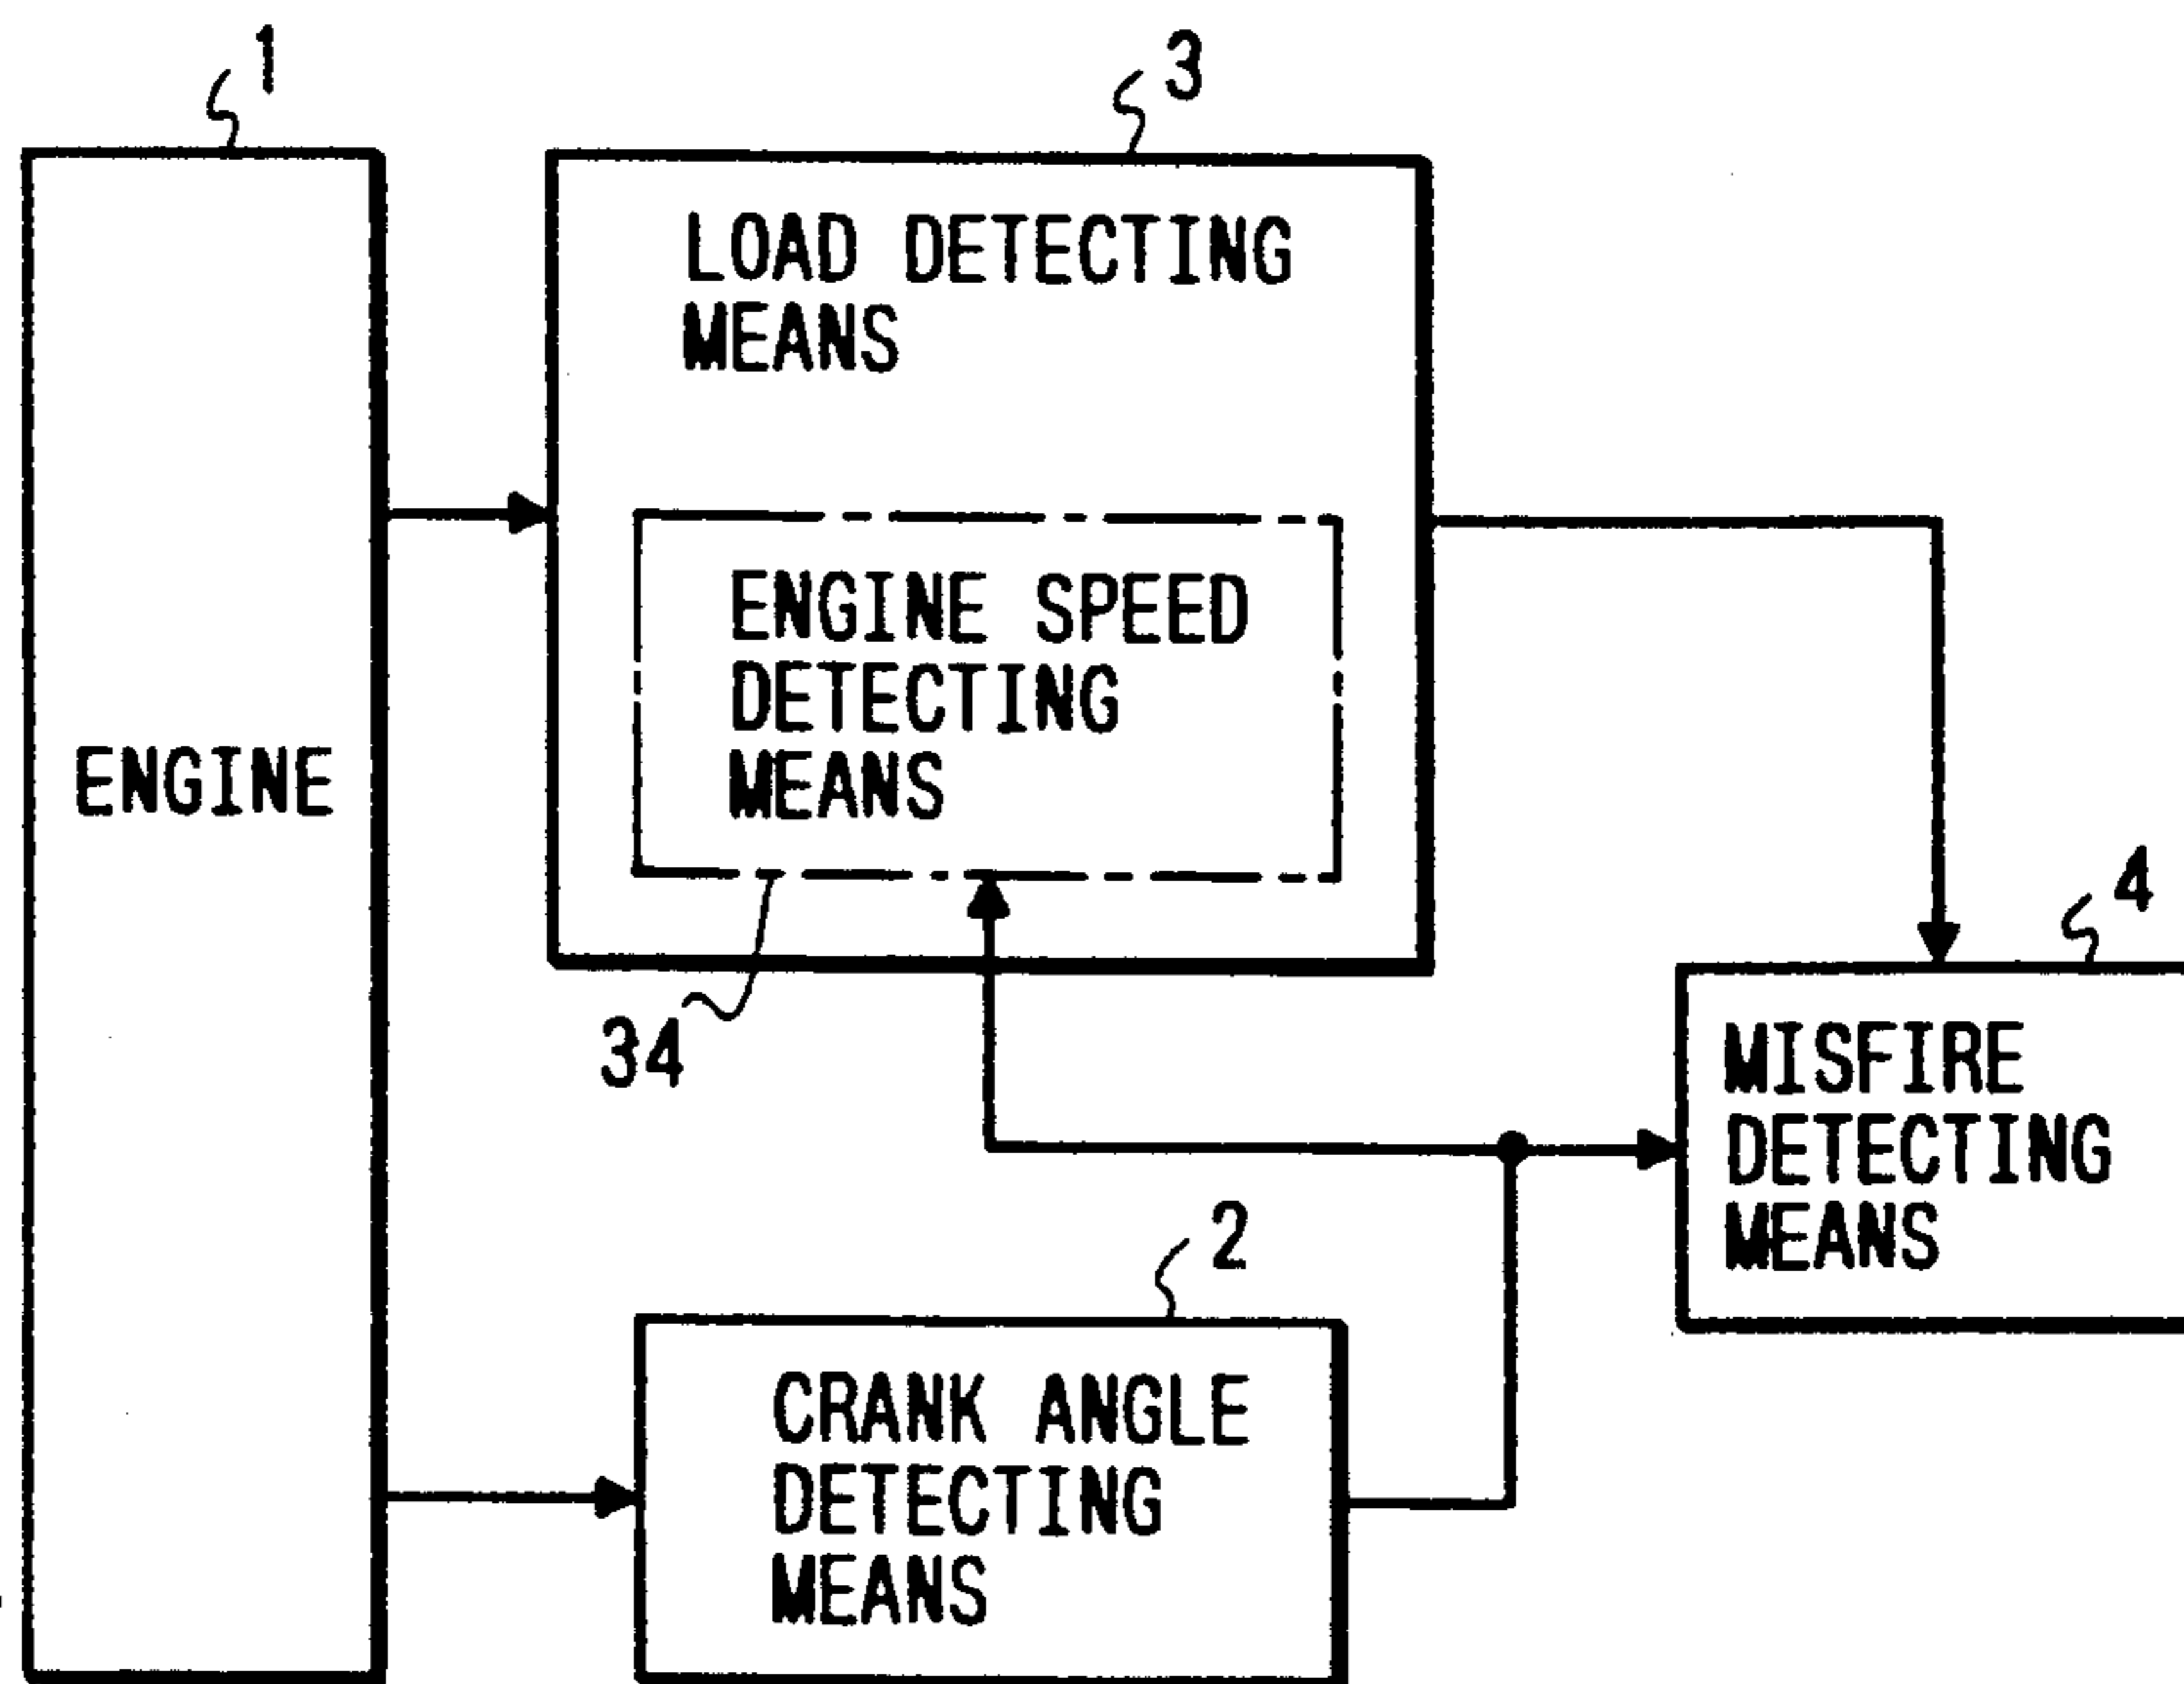 1
3
LOAD DETECTING
MEANS
ENGINE SPEED
DETECTING
MEANS
ENGINE
4
34
MISFIRE
DETECTING
MEANS
2
CRANK ANGLE
DETECTING
MEANS